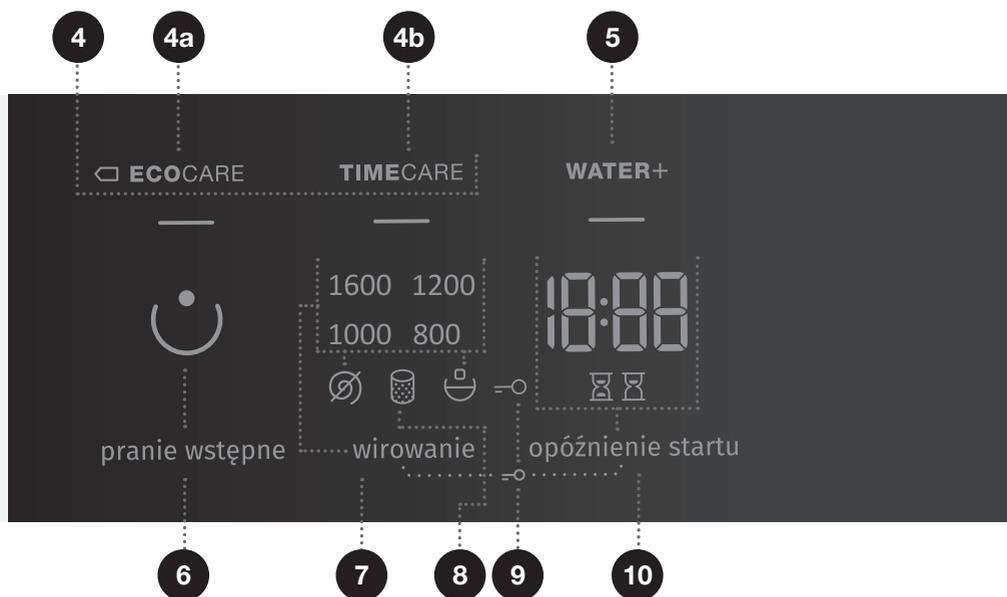 4 4a 4b 5
ECOCARE TIMECARE WATER+
1600 1200
18:88
1000 800
pranie wstępne wirowanie opóźnienie startu
6 7 8 9 10